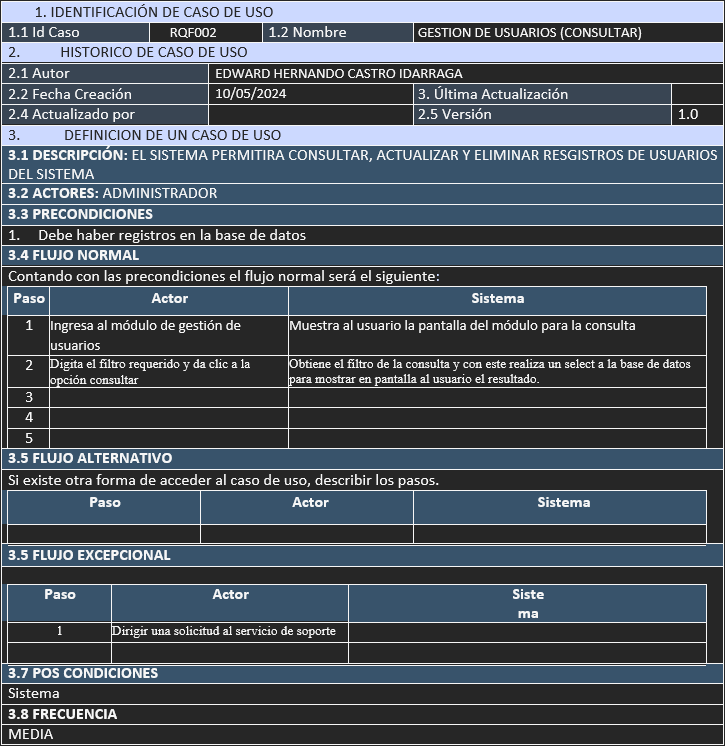 1. IDENTIFICACIÓN DE CASO DE USO
1.1 Id Caso RQF002 1.2 Nombre GESTION DE USUARIOS (CONSULTAR)
2. HISTORICO DE CASO DE USO
2.1 Autor EDWARD HERNANDO CASTRO IDARRAGA
2.2 Fecha Creación 10/05/2024 3. Última Actualización
2.4 Actualizado por 2.5 Versión 1.0
3. DEFINICION DE UN CASO DE USO
3.1 DESCRIPCIÓN: EL SISTEMA PERMITIRA CONSULTAR, ACTUALIZAR Y ELIMINAR RESGISTROS DE USUARIOS
DEL SISTEMA
3.2 ACTORES: ADMINISTRADOR
3.3 PRECONDICIONES
1. Debe haber registros en la base de datos
3.4 FLUJO NORMAL
Contando con las precondiciones el flujo normal será el siguiente:
Paso Actor Sistema
1 Ingresa al módulo de gestión de Muestra al usuario la pantalla del módulo para la consulta
usuarios
2 Digita el filtro requerido y da clic a la Obtiene el filtro de la consulta y con este realiza un select a la base de datos
opción consultar para mostrar en pantalla al usuario el resultado.
3
4
5
3.5 FLUJO ALTERNATIVO
Si existe otra forma de acceder al caso de uso, describir los pasos.
Paso Actor Sistema
3.5 FLUJO EXCEPCIONAL
Paso Actor Siste
ma
1 Dirigir una solicitud al servicio de soporte
3.7 POS CONDICIONES
Sistema
3.8 FRECUENCIA
MEDIA